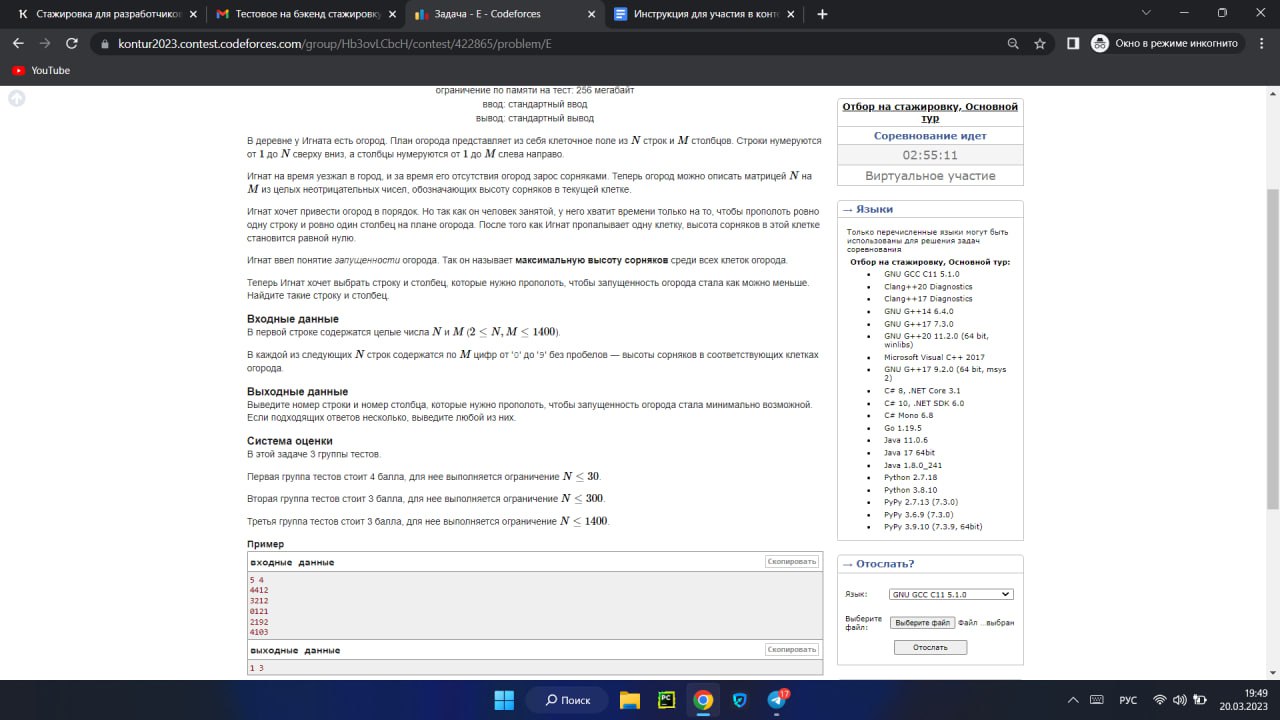 Стажировка для разработчиков
Тестовое на бэкенд стажировку
Задача - E - Codeforces
Инструкция для участия в конте
kontur2023.contest.codeforces.com/group/Hb3ovLCbcH/contest/422865/problem/E
Окно в режиме инкогнито
YouTube
ограничение по памяти на тест: 256 мегабайт
ввод: стандартный ввод
вывод: стандартный вывод
В деревне у Игната есть огород. План огорода представляет из себя клеточное поле из N строк и M столбцов. Строки нумеруются
от 1 до N сверху вниз, а столбцы нумеруются от 1 до M слева направо.
Игнат на время уезжал в город, и за время его отсутствия огород зарос сорняками. Теперь огород можно описать матрицей N на
M из целых неотрицательных чисел, обозначающих высоту сорняков в текущей клетке.
Игнат хочет привести огород в порядок. Но так как он человек занятой, у него хватит времени только на то, чтобы прополоть ровно
одну строку и ровно один столбец на плане огорода. После того как Игнат пропалывает одну клетку, высота сорняков в этой клетке
становится равной нулю.
Игнат ввел понятие запущенности огорода. Так он называет максимальную высоту сорняков среди всех клеток огорода.
Теперь Игнат хочет выбрать строку и столбец, которые нужно прополоть, чтобы запущенность огорода стала как можно меньше.
Найдите такие строку и столбец.
Входные данные
В первой строке содержатся целые числа N и M (2 ≤ N, M ≤ 1400).
В каждой из следующих N строк содержатся по M цифр от '0' до '9' без пробелов — высоты сорняков в соответствующих клетках
огорода.
Выходные данные
Выведите номер строки и номер столбца, которые нужно прополоть, чтобы запущенность огорода стала минимально возможной.
Если подходящих ответов несколько, выведите любой из них.
Система оценки
В этой задаче 3 группы тестов.
Первая группа тестов стоит 4 балла, для нее выполняется ограничение N ≤ 30.
Вторая группа тестов стоит 3 балла, для нее выполняется ограничение N ≤ 300.
Третья группа тестов стоит 3 балла, для нее выполняется ограничение N ≤ 1400.
Пример
входные данные
Скопировать
5 4
4412
3212
0121
2192
4103
выходные данные
Скопировать
1 3
Отбор на стажировку, Основной
тур
Соревнование идет
02:55:11
Виртуальное участие
→ Языки
Только перечисленные языки могут быть
использованы для решения задач
соревнования
Отбор на стажировку, Основной тур:
GNU GCC C11 5.1.0
Clang++20 Diagnostics
Clang++17 Diagnostics
GNU G++14 6.4.0
GNU G++17 7.3.0
GNU G++20 11.2.0 (64 bit,
winlibs)
Microsoft Visual C++ 2017
GNU G++17 9.2.0 (64 bit, msys
2)
C# 8, .NET Core 3.1
C# 10, .NET SDK 6.0
C# Mono 6.8
Go 1.19.5
Java 11.0.6
Java 17 64bit
Java 1.8.0_241
Python 2.7.18
Python 3.8.10
PyPy 2.7.13 (7.3.0)
PyPy 3.6.9 (7.3.0)
PyPy 3.9.10 (7.3.9, 64bit)
→ Отослать?
Язык:
GNU GCC C11 5.1.0
Выберите
файл:
Выберите файл
Файл ...выбран
Отослать
Поиск
PC
17
РУС
19:49
20.03.2023